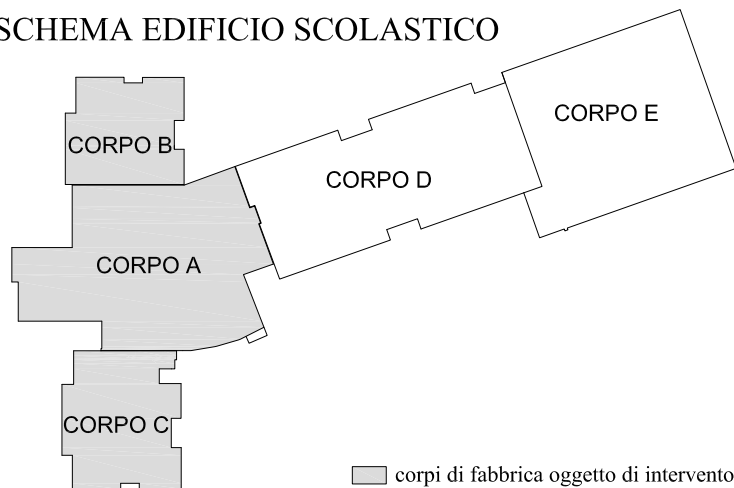 SCHEMA EDIFICIO SCOLASTICO
CORPO E
CORPO B
CORPO D
CORPO A
CORPO C
corpi di fabbrica oggetto di intervento